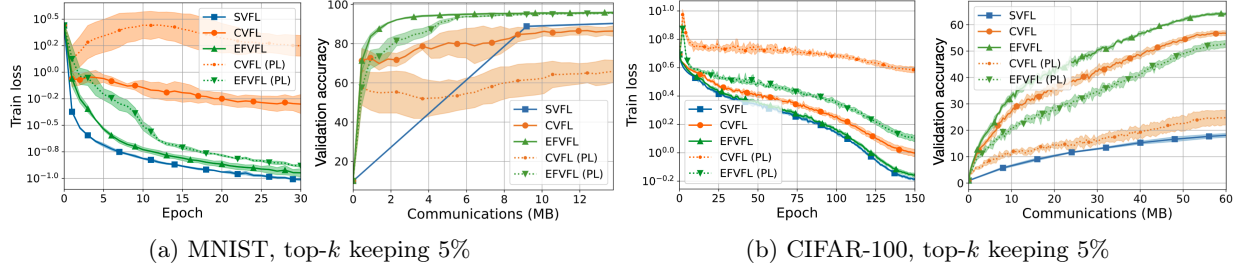 Train loss
10^0.5
10^0.2
10^0.0
10^−0.2
10^−0.5
10^−0.8
10^−1.0
0 5 10 15 20 25 30
Epoch
SVFL
CVFL
EFVFL
CVFL (PL)
EFVFL (PL)
Validation accuracy
100
80
60
40
20
0 2 4 6 8 10 12
Communications (MB)
SVFL
CVFL
EFVFL
CVFL (PL)
EFVFL (PL)
(a) MNIST, top-k keeping 5%
Train loss
10^1.0
10^0.8
10^0.6
10^0.4
10^0.2
10^0.0
10^−0.2
0 25 50 75 100 125 150
Epoch
SVFL
CVFL
EFVFL
CVFL (PL)
EFVFL (PL)
Validation accuracy
60
50
40
30
20
10
0
0 10 20 30 40 50 60
Communications (MB)
SVFL
CVFL
EFVFL
CVFL (PL)
EFVFL (PL)
(b) CIFAR-100, top-k keeping 5%